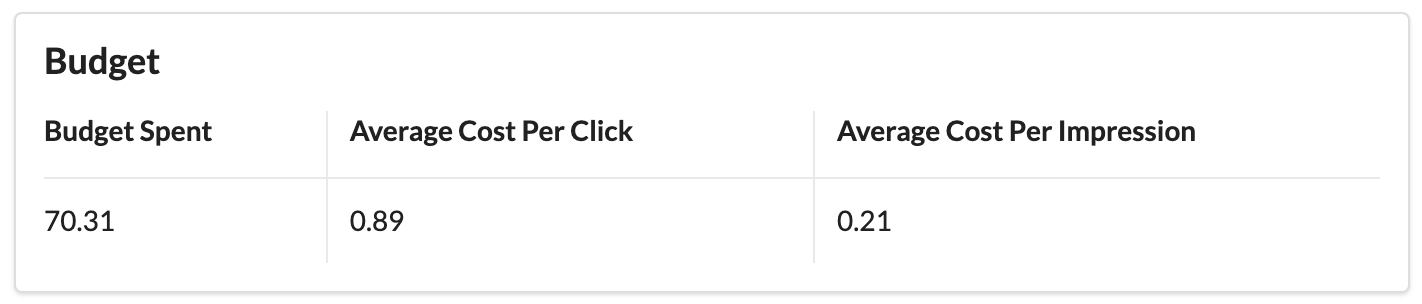 Budget
Budget Spent Average Cost Per Click Average Cost Per Impression
70.31 0.89 0.21